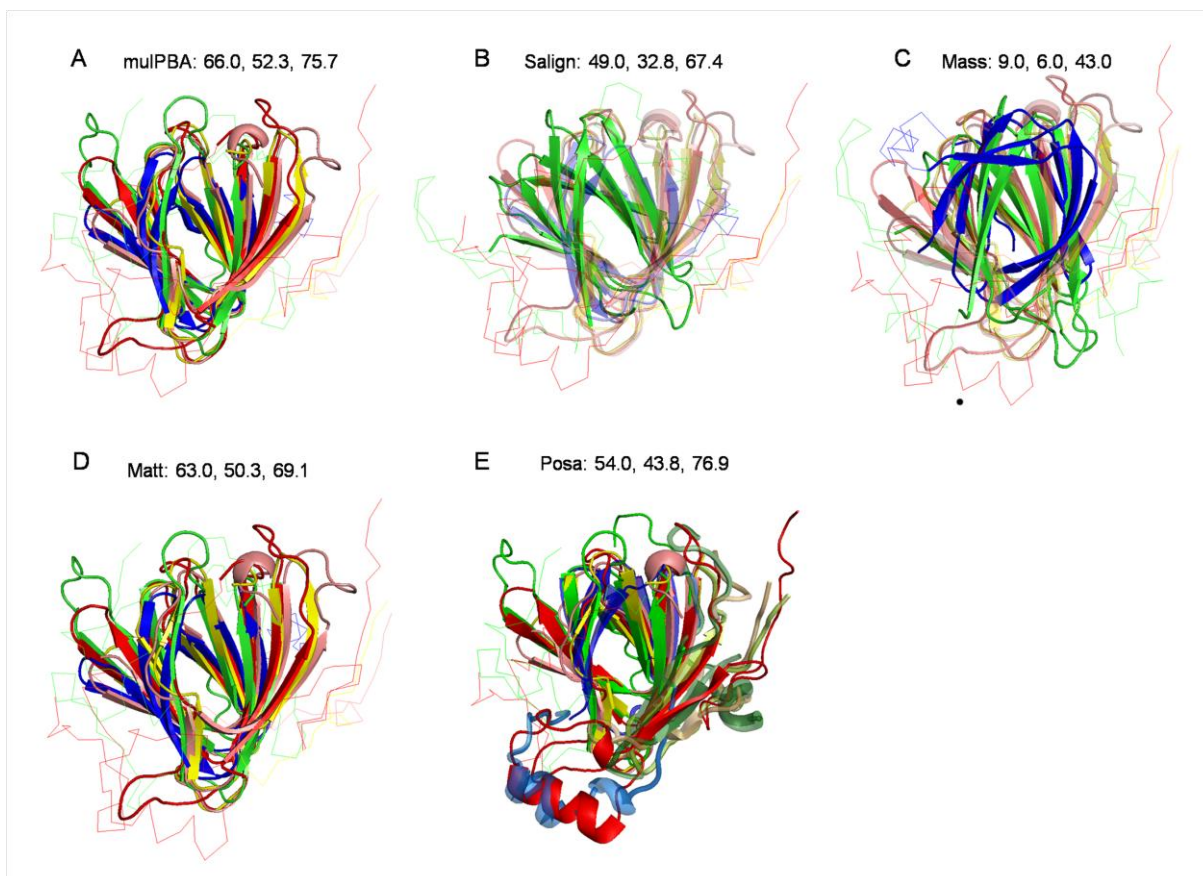 A mulPBA: 66.0, 52.3, 75.7
B Salign: 49.0, 32.8, 67.4
C Mass: 9.0, 6.0, 43.0
D Matt: 63.0, 50.3, 69.1
E Posa: 54.0, 43.8, 76.9